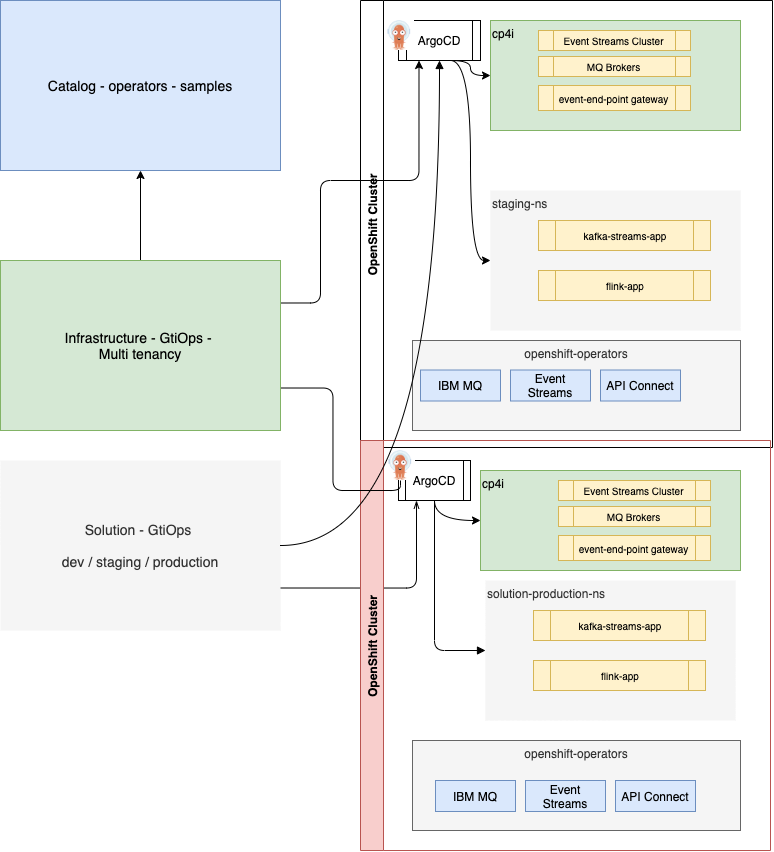 Catalog - operators - samples
Infrastructure - GtiOps -
Multi tenancy
Solution - GtiOps
dev / staging / production
OpenShift Cluster
ArgoCD
cp4i
Event Streams Cluster
MQ Brokers
event-end-point gateway
staging-ns
kafka-streams-app
flink-app
openshift-operators
IBM MQ
Event
Streams
API Connect
OpenShift Cluster
ArgoCD
cp4i
Event Streams Cluster
MQ Brokers
event-end-point gateway
solution-production-ns
kafka-streams-app
flink-app
openshift-operators
IBM MQ
Event
Streams
API Connect